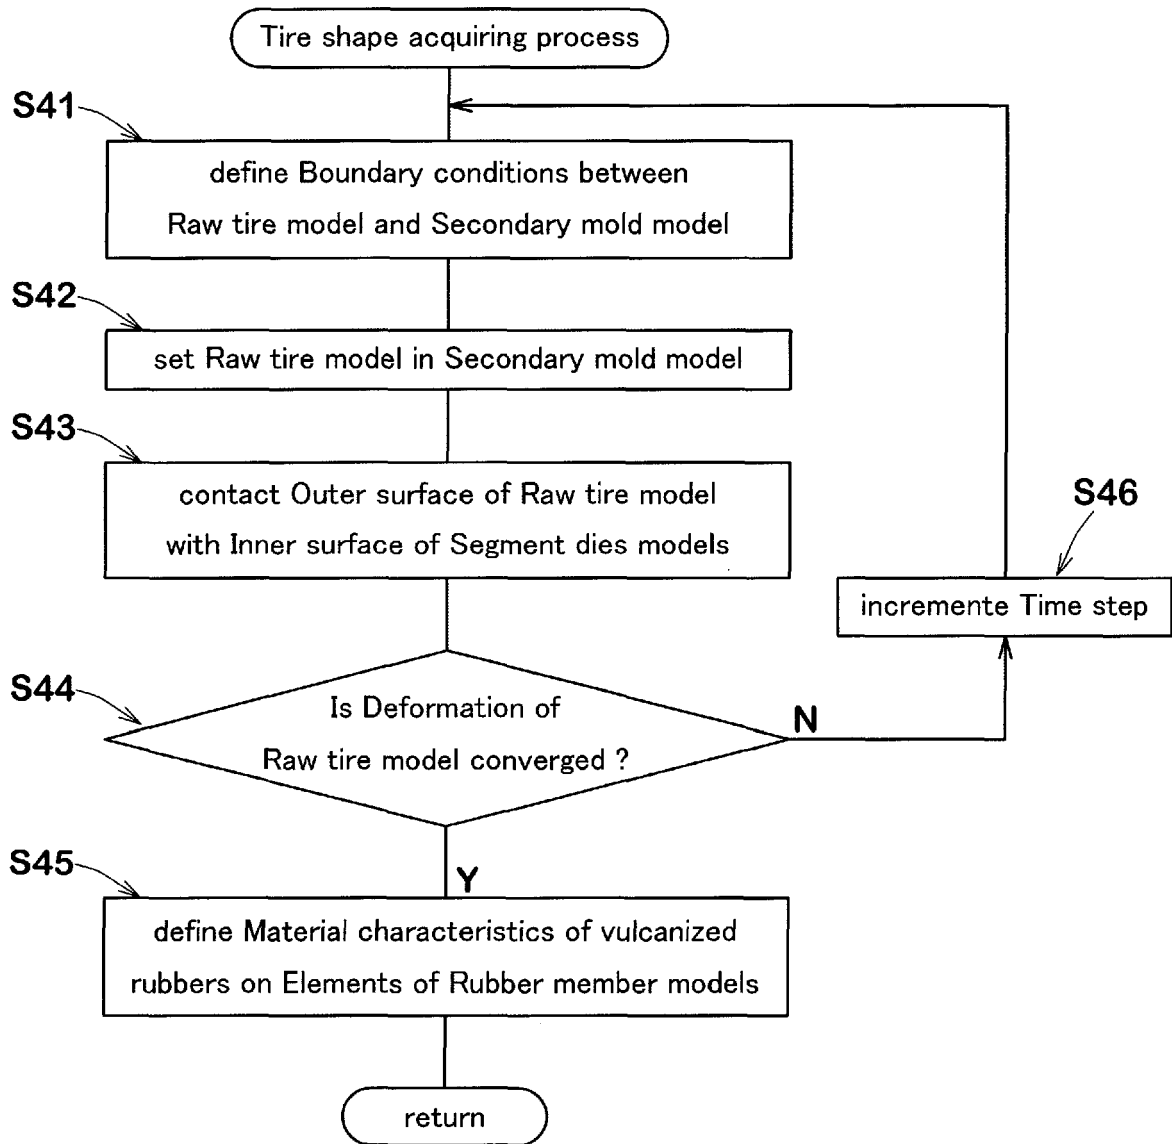 Tire shape acquiring process
S41
define Boundary conditions between
Raw tire model and Secondary mold model
S42
set Raw tire model in Secondary mold model
S43
contact Outer surface of Raw tire model
with Inner surface of Segment dies models
S46
incremente Time step
S44
Is Deformation of
Raw tire model converged ?
N
Y
S45
define Material characteristics of vulcanized
rubbers on Elements of Rubber member models
return